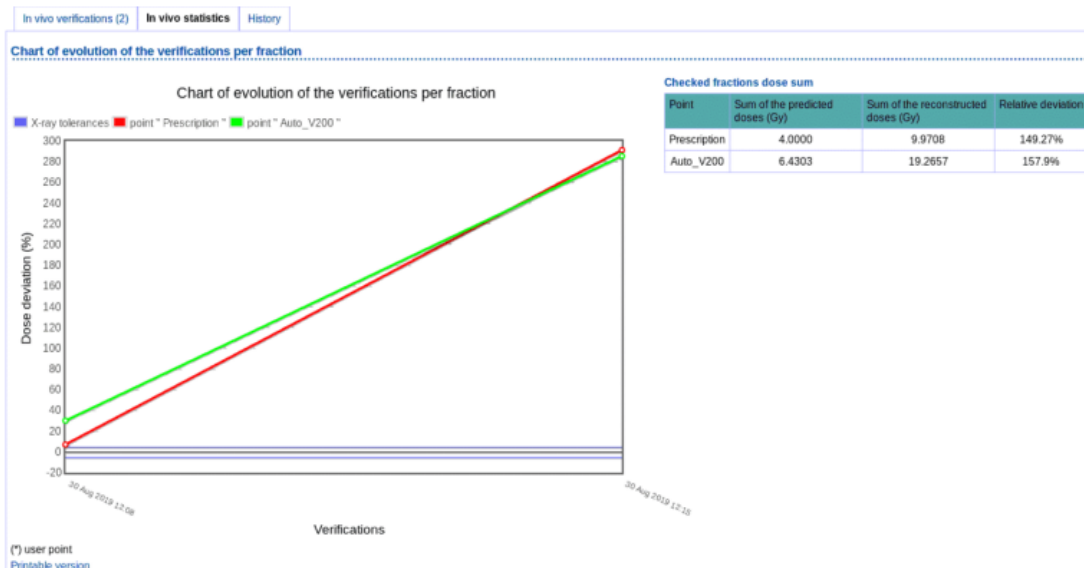 In vivo verifications (2) In vivo statistics History
Chart of evolution of the verifications per fraction
Chart of evolution of the verifications per fraction
X-ray tolerances point " Prescription " point " Auto_V200 "
300
280
260
240
220
200
180
160
140
120
100
80
60
40
20
0
-20
Dose deviation (%)
30 Aug 2019 12:08
30 Aug 2019 12:15
Verifications
(*) user point
Printable version
Checked fractions dose sum
Point Sum of the predicted doses (Gy) Sum of the reconstructed doses (Gy) Relative deviation
Prescription 4.0000 9.9708 149.27%
Auto_V200 6.4303 19.2657 157.9%